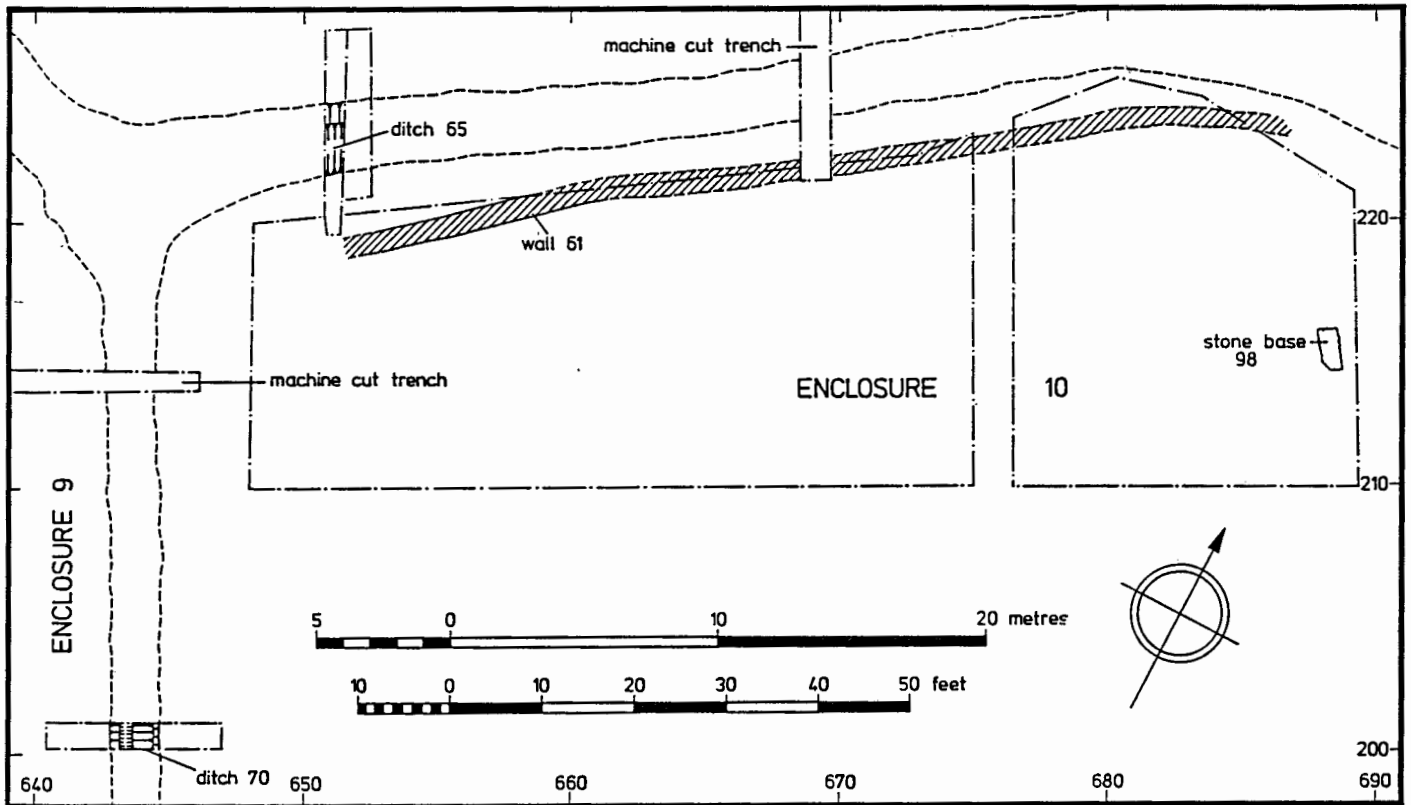 machine cut trench
ditch 65
wall 61
220
stone base
98
machine cut trench
ENCLOSURE 10
ENCLOSURE 9
210
5 0 10 20 metres
10 0 10 20 30 40 50 feet
ditch 70
200
640 650 660 670 680 690